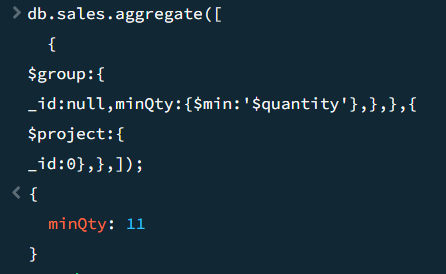 > db.sales.aggregate([
{
$group:{
_id:null,minQty:{$min:'$quantity'},},},{
$project:{
_id:0},},]);
< {
minQty: 11
}